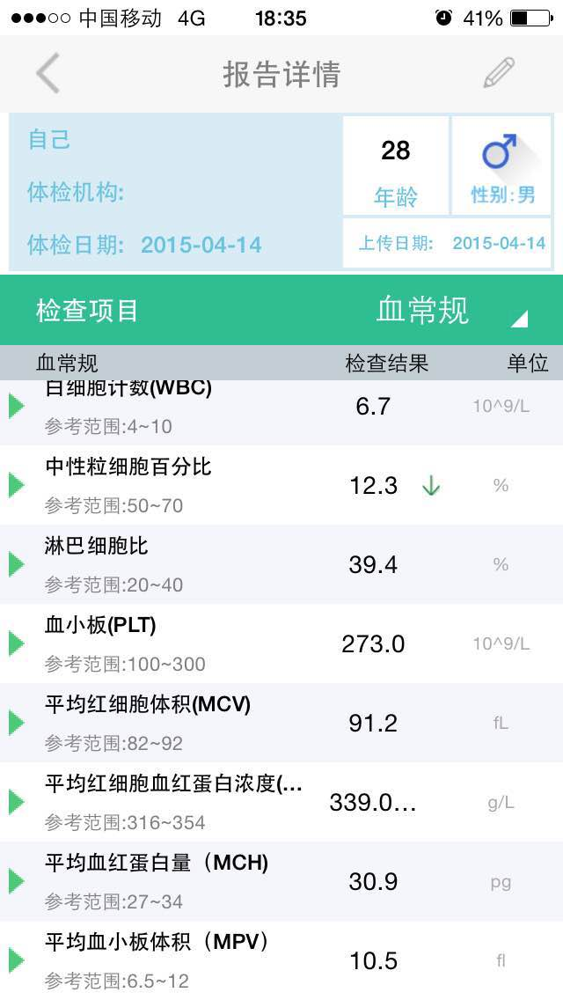 中国移动 4G 18:35 41%
报告详情
自己
体检机构:
体检日期: 2015-04-14
28
年龄
性别:男
上传日期: 2015-04-14
检查项目 血常规
血常规 检查结果 单位
白细胞计数(WBC)
参考范围:4~10
6.7 10^9/L
中性粒细胞百分比
参考范围:50~70
12.3 ↓ %
淋巴细胞比
参考范围:20~40
39.4 %
血小板(PLT)
参考范围:100~300
273.0 10^9/L
平均红细胞体积(MCV)
参考范围:82~92
91.2 fL
平均红细胞血红蛋白浓度(...
参考范围:316~354
339.0... g/L
平均血红蛋白量（MCH)
参考范围:27~34
30.9 pg
平均血小板体积（MPV）
参考范围:6.5~12
10.5 fl